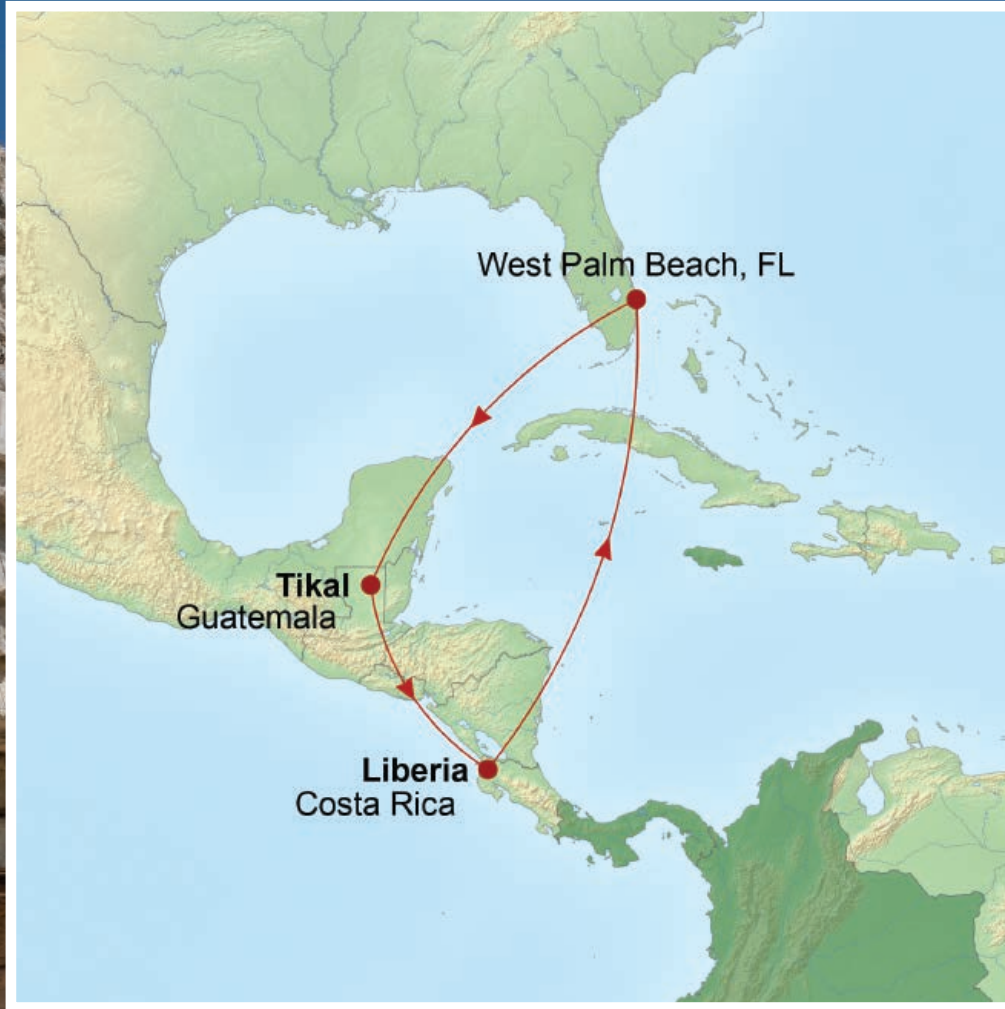 West Palm Beach, FL
Tikal
Guatemala
Liberia
Costa Rica